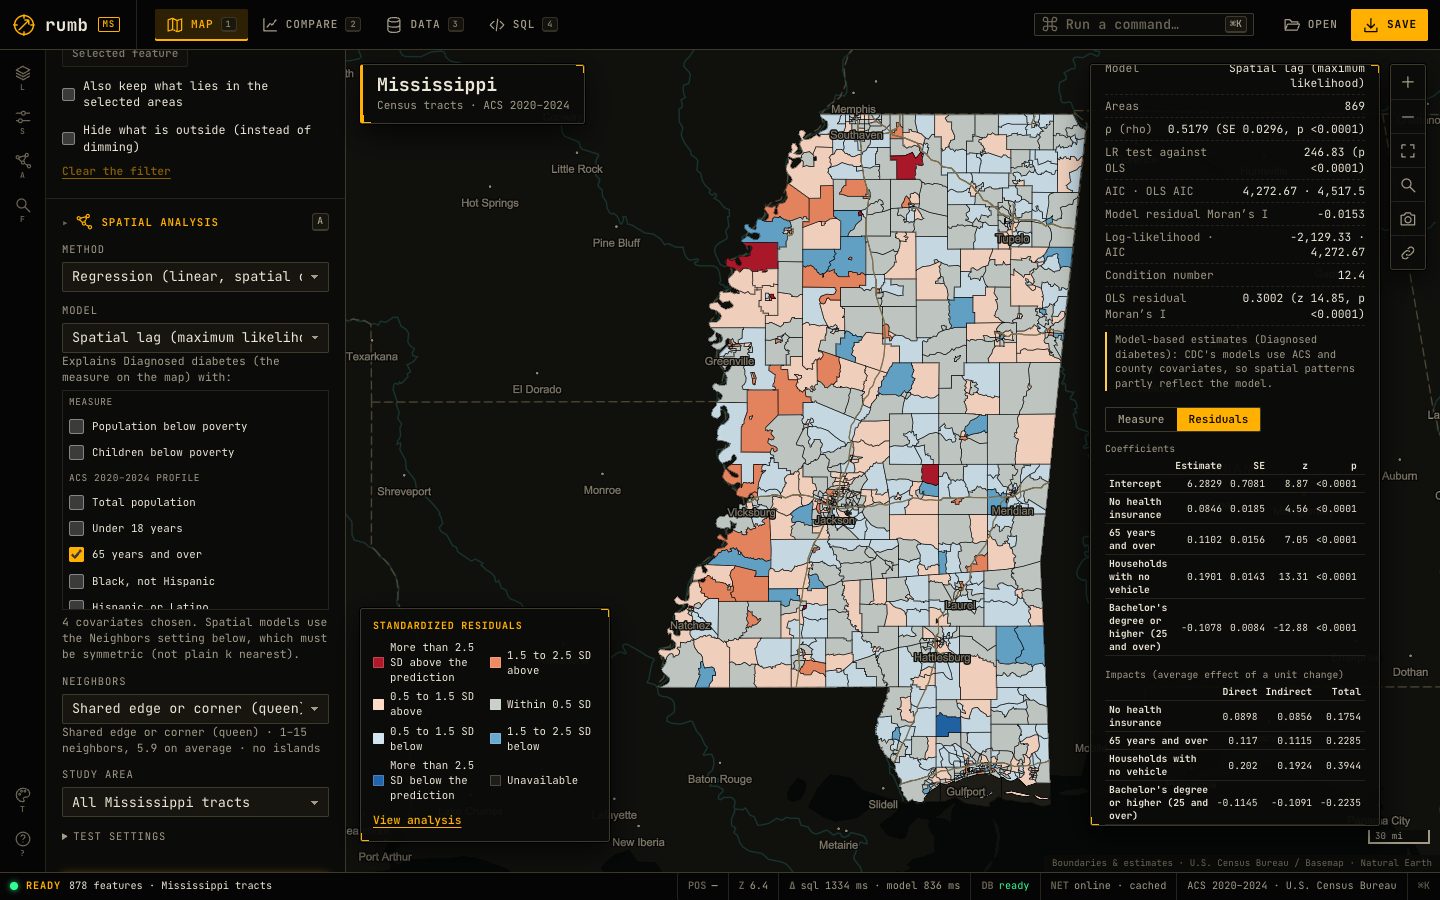 rumb MS
MAP 1
COMPARE 2
DATA 3
SQL 4
Run a command… ⌘K
OPEN
SAVE
L
S
A
F
T
?
Selected feature
Also keep what lies in the
selected areas
Hide what is outside (instead of
dimming)
Clear the filter
SPATIAL ANALYSIS A
METHOD
Regression (linear, spatial
MODEL
Spatial lag (maximum likeliho
Explains Diagnosed diabetes (the
measure on the map) with:
MEASURE
Population below poverty
Children below poverty
ACS 2020–2024 PROFILE
Total population
Under 18 years
65 years and over
Black, not Hispanic
Hispanic or Latino
4 covariates chosen. Spatial models use
the Neighbors setting below, which must
be symmetric (not plain k nearest).
NEIGHBORS
Shared edge or corner (queen)
Shared edge or corner (queen) · 1–15
neighbors, 5.9 on average · no islands
STUDY AREA
All Mississippi tracts
TEST SETTINGS
Mississippi
Census tracts · ACS 2020–2024
Memphis
Southaven
Little Rock
Hot Springs
Pine Bluff
Tupelo
Texarkana
Greenville
El Dorado
Shreveport
Monroe
Vicksburg
Jackson
Meridian
Auburn
Natchez
Laurel
Hattiesburg
Dothan
Baton Rouge
Slidell
Gulfport
New Iberia
Metairie
Port Arthur
STANDARDIZED RESIDUALS
More than 2.5
SD above the
prediction
1.5 to 2.5 SD
above
0.5 to 1.5 SD
above
Within 0.5 SD
0.5 to 1.5 SD
below
1.5 to 2.5 SD
below
More than 2.5
SD below the
prediction
Unavailable
View analysis
Model Spatial lag (maximum
likelihood)
Areas 869
ρ (rho) 0.5179 (SE 0.0296, p <0.0001)
LR test against 246.83 (p
OLS <0.0001)
AIC · OLS AIC 4,272.67 · 4,517.5
Model residual Moran’s I -0.0153
Log-likelihood · -2,129.33 ·
AIC 4,272.67
Condition number 12.4
OLS residual 0.3002 (z 14.85, p
Moran’s I <0.0001)
Model-based estimates (Diagnosed
diabetes): CDC's models use ACS and
county covariates, so spatial patterns
partly reflect the model.
Measure Residuals
Coefficients
Estimate SE z p
Intercept 6.2829 0.7081 8.87 <0.0001
No health
insurance 0.0846 0.0185 4.56 <0.0001
65 years
and over 0.1102 0.0156 7.05 <0.0001
Households
with no
vehicle 0.1901 0.0143 13.31 <0.0001
Bachelor's
degree or
higher (25
and over) -0.1078 0.0084 -12.88 <0.0001
Impacts (average effect of a unit change)
Direct Indirect Total
No health
insurance 0.0898 0.0856 0.1754
65 years and over 0.117 0.1115 0.2285
Households with
no vehicle 0.202 0.1924 0.3944
Bachelor's degree
or higher (25 and
over) -0.1145 -0.1091 -0.2235
30 mi
Boundaries & estimates · U.S. Census Bureau / Basemap · Natural Earth
READY 878 features · Mississippi tracts
POS —
Z 6.4
Δ sql 1334 ms · model 836 ms
DB ready
NET online · cached
ACS 2020–2024 · U.S. Census Bureau
⌘K